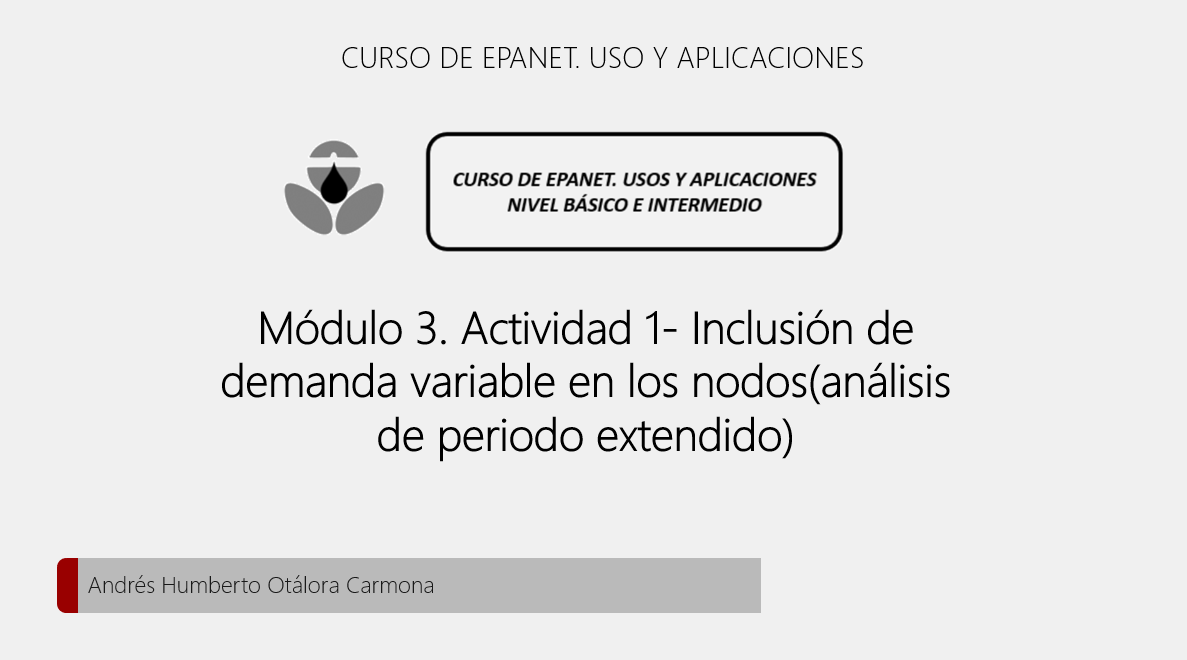 CURSO DE EPANET. USO Y APLICACIONES
CURSO DE EPANET. USOS Y APLICACIONES
NIVEL BÁSICO E INTERMEDIO
Módulo 3. Actividad 1- Inclusión de
demanda variable en los nodos(análisis
de periodo extendido)
Andrés Humberto Otálora Carmona